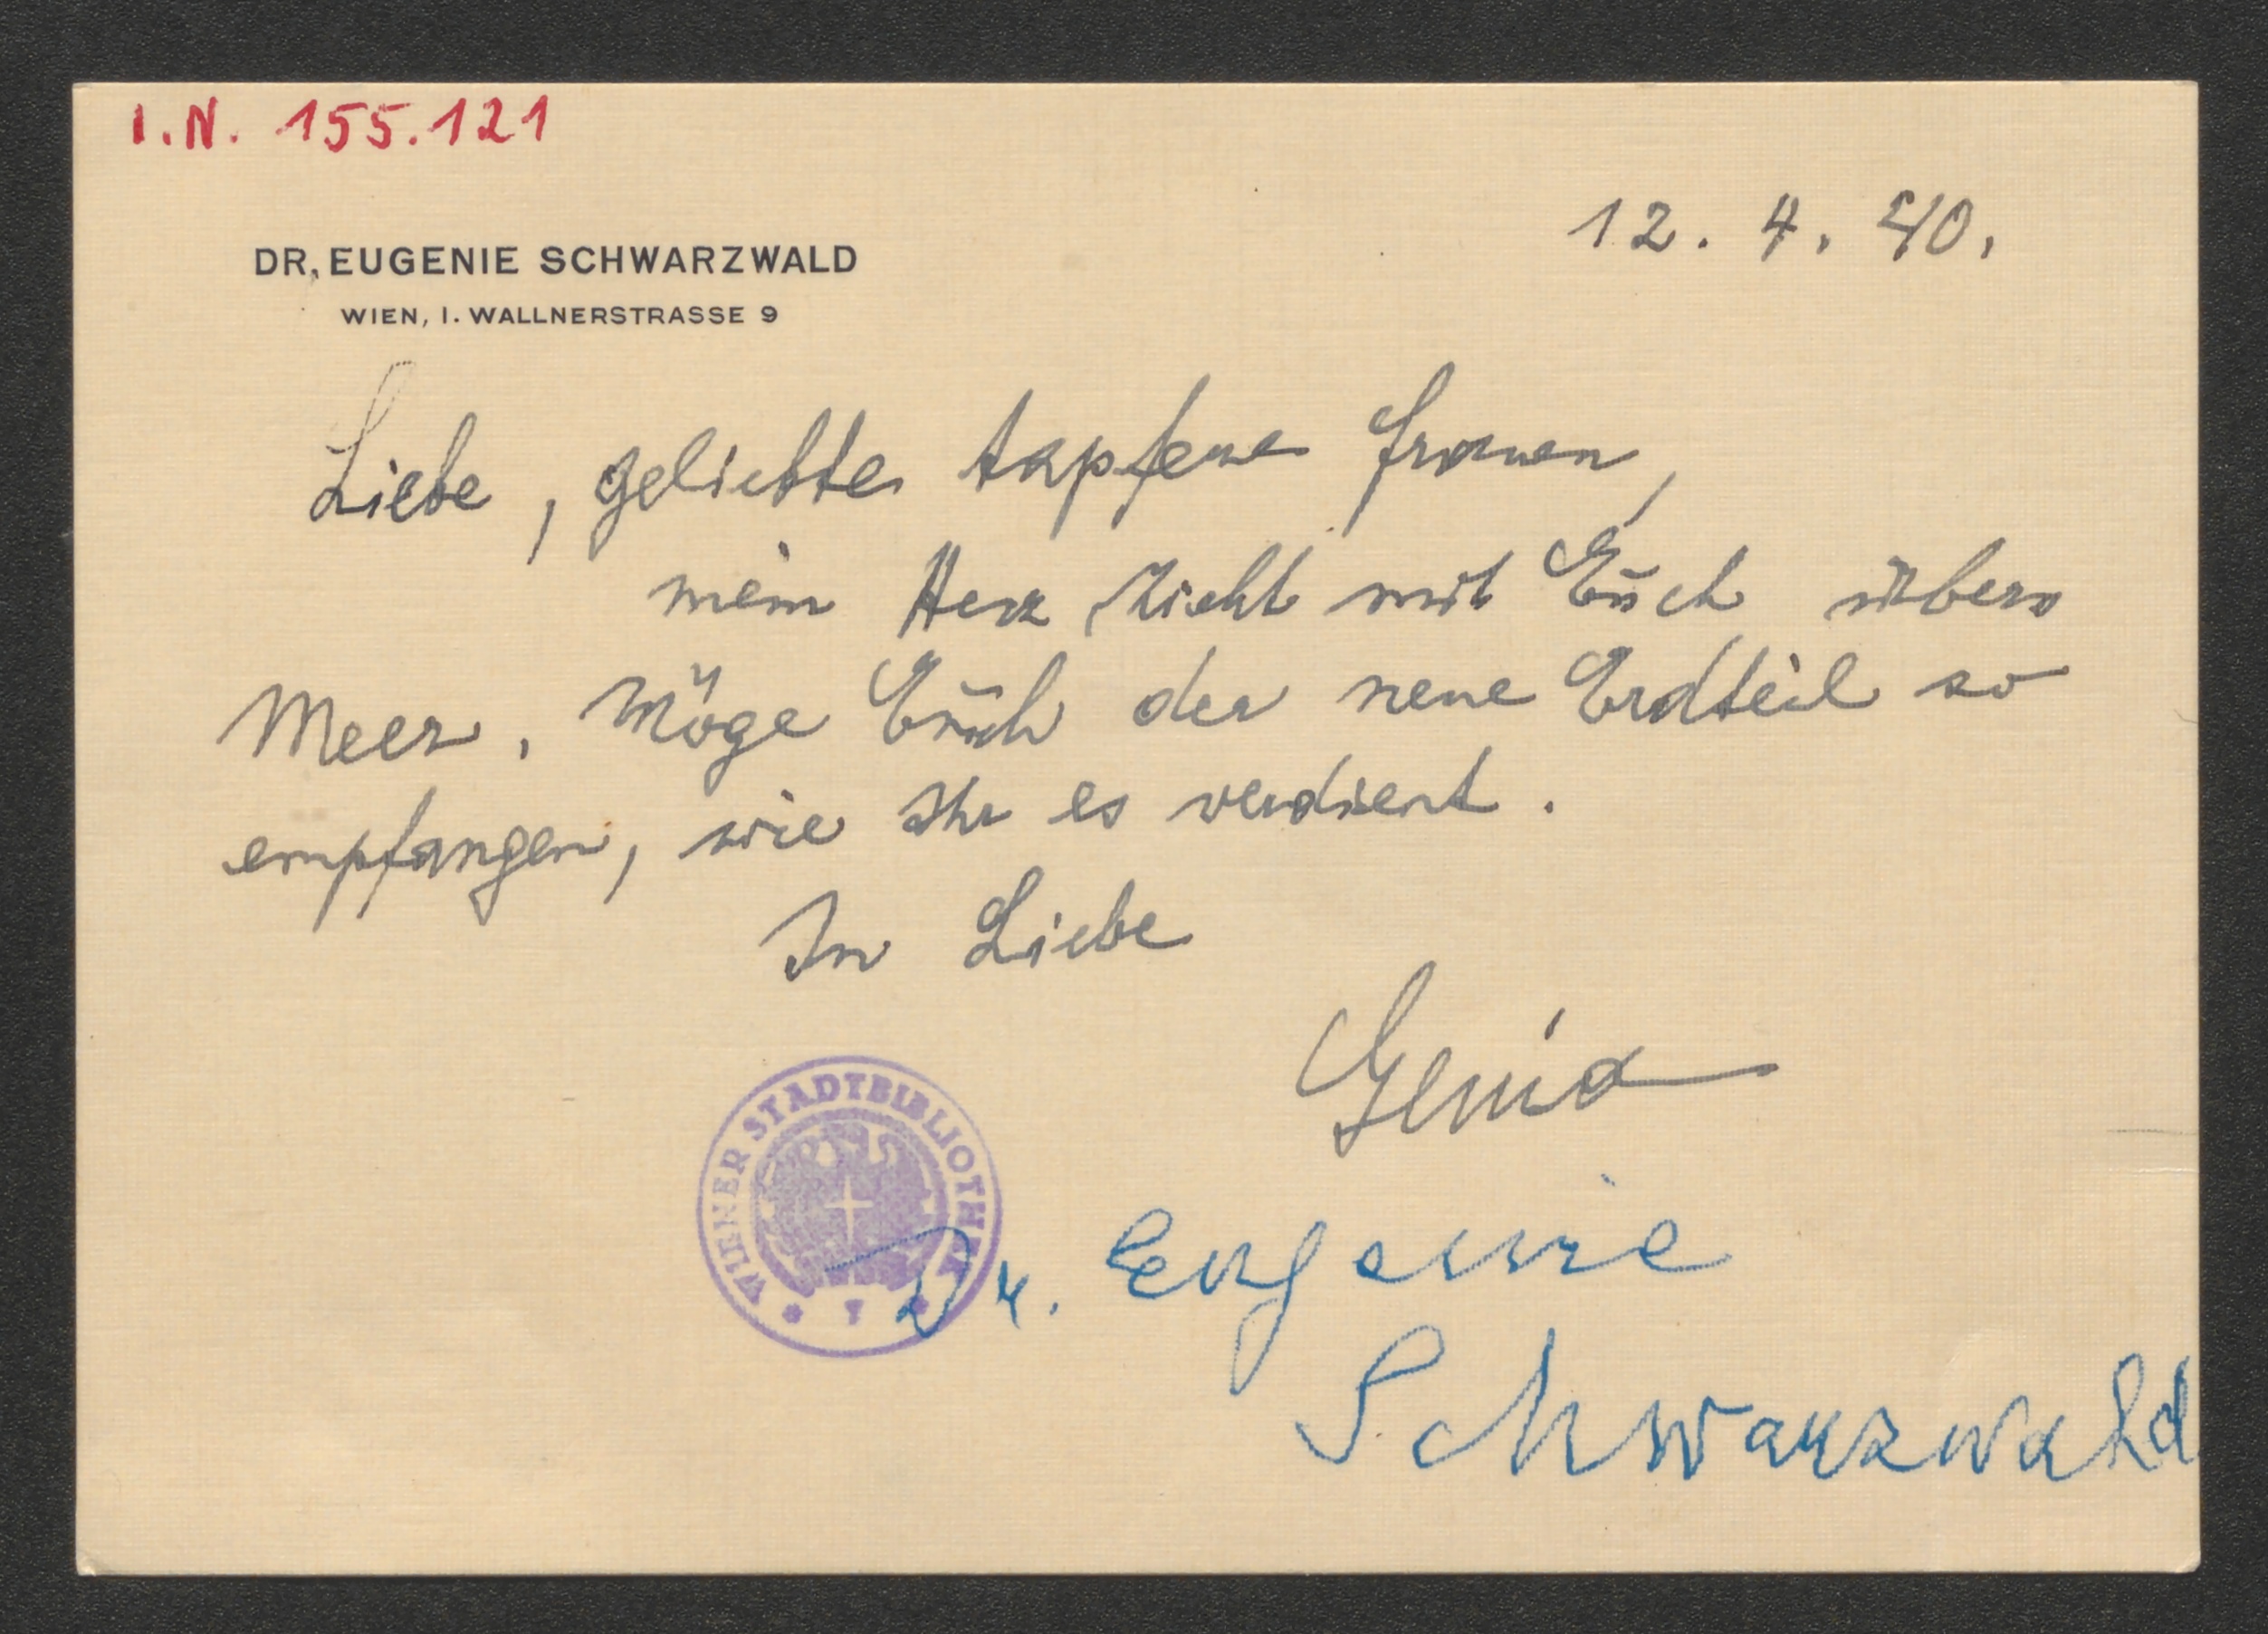 I.N. 155.121
12. 4. 40.
DR. EUGENIE SCHWARZWALD
WIEN, I. WALLNERSTRASSE 9
Liebe, geliebte tapfere Frauen,
mein Herz zieht mit Euch übers
Meer. Möge Euch der neue Erdteil so
empfangen, wie Ihr es verdient.
In Liebe
Genia
WIENER STADTBIBLIOTHEK
Dr. Eugenie
Schwarzwald